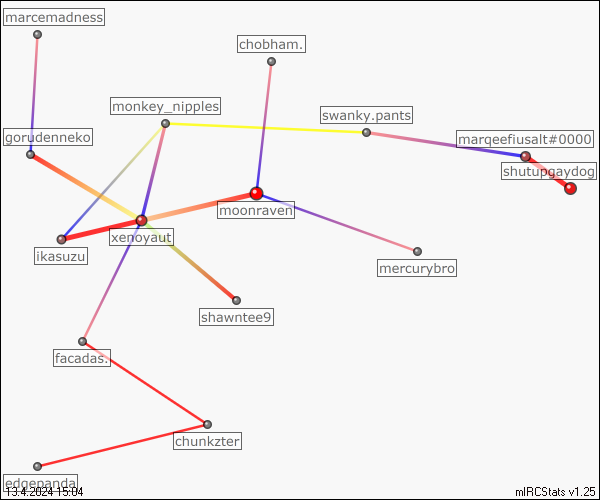 marcemadness
chobham.
monkey_nipples
swanky.pants
gorudenneko
marqeefiusalt#0000
shutupgaydog
moonraven
xenoyaut
ikasuzu
mercurybro
shawntee9
facadas.
chunkzter
edgepanda
13.4.2024 15:04
mIRCStats v1.25